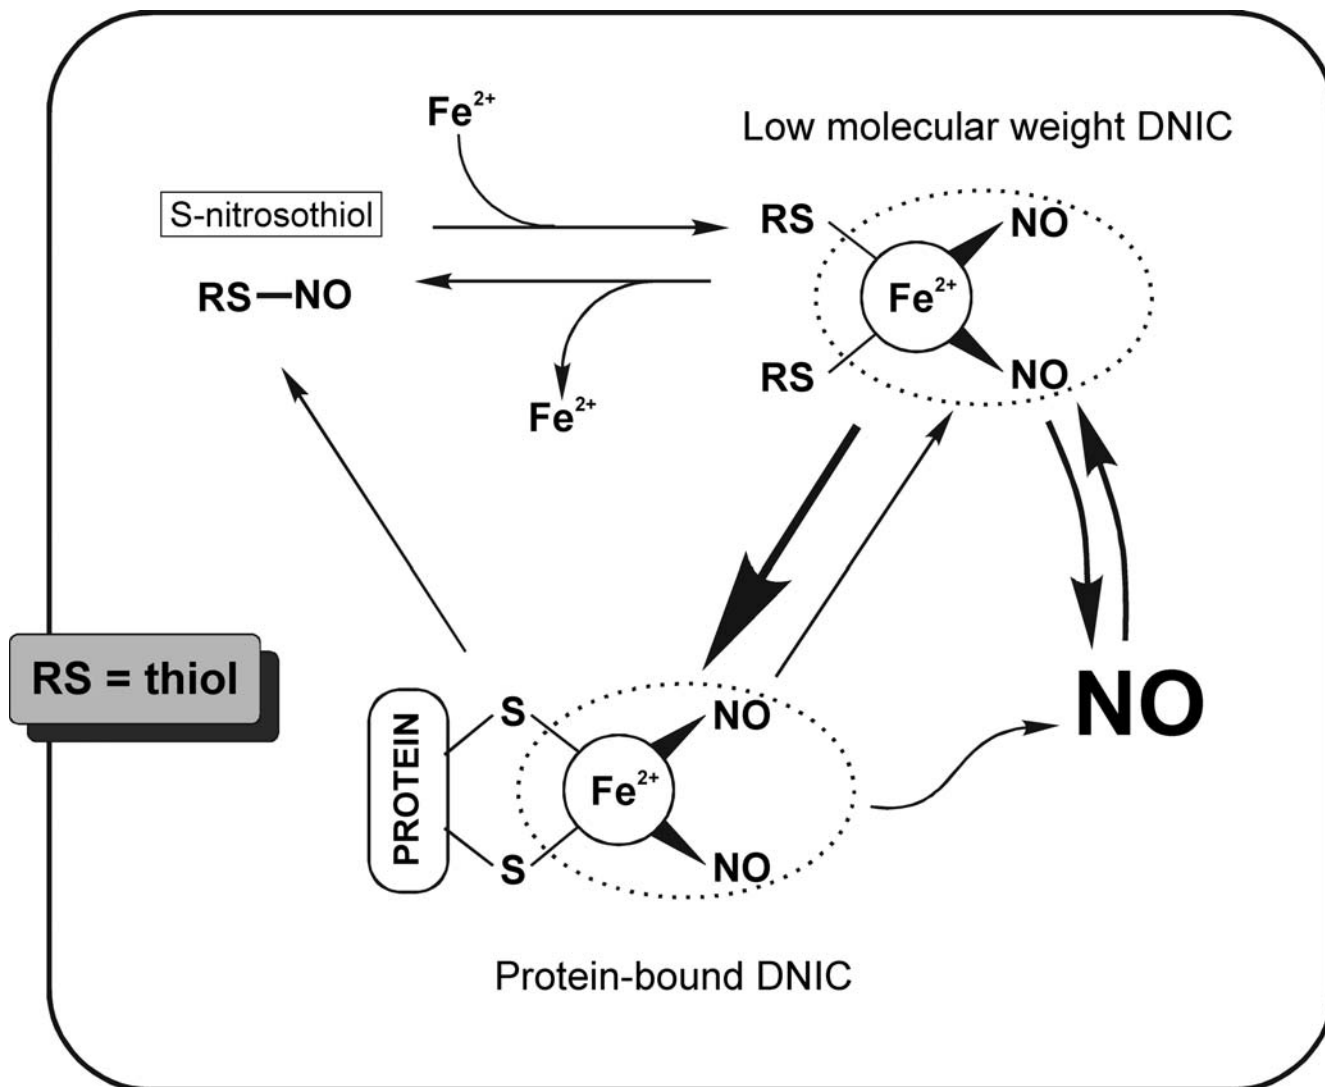 Fe²⁺
Low molecular weight DNIC
S-nitrosothiol
RS
NO
Fe²⁺
RS—NO
RS
NO
Fe²⁺
RS = thiol
NO
PROTEIN
S
NO
Fe²⁺
S
NO
Protein-bound DNIC